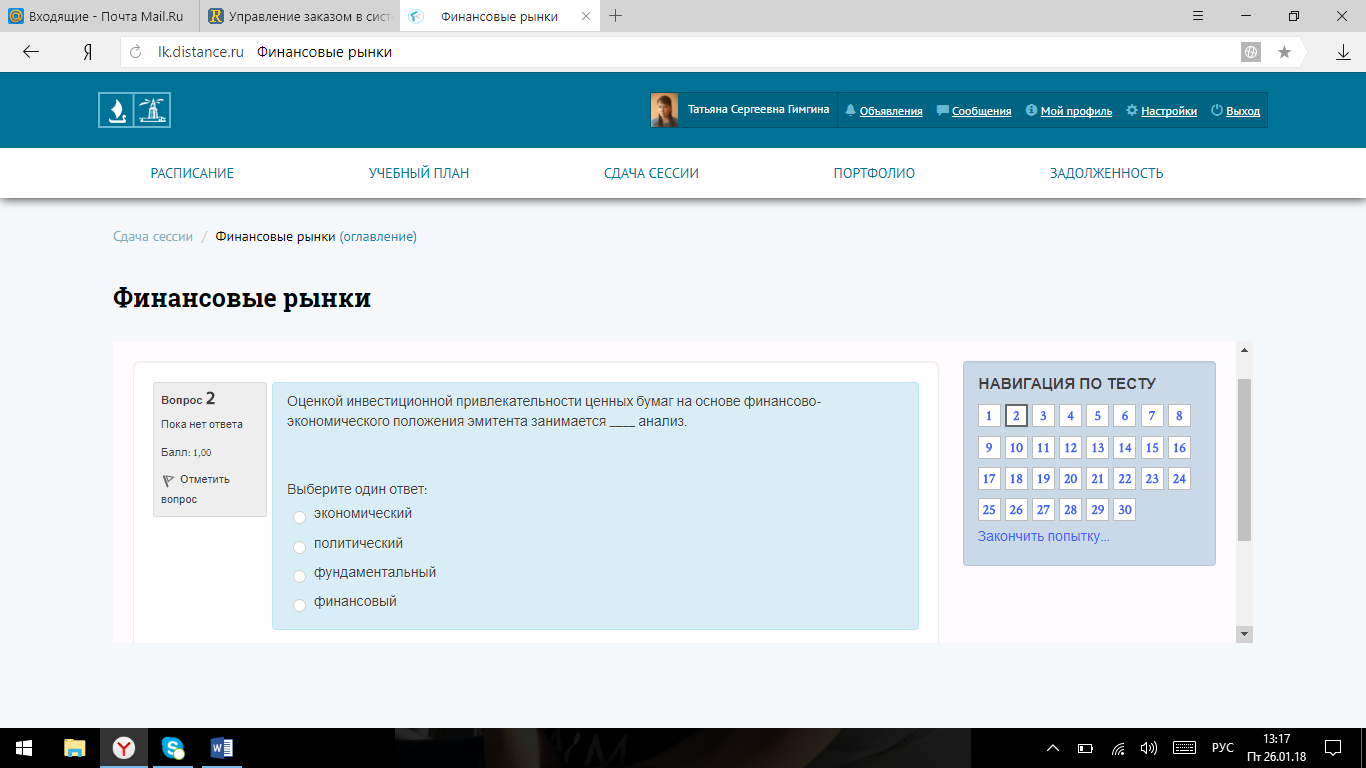 Входящие - Почта Mail.Ru
Управление заказом в сист
Финансовые рынки
lk.distance.ru Финансовые рынки
Татьяна Сергеевна Гимгина
Объявления
Сообщения
Мой профиль
Настройки
Выход
РАСПИСАНИЕ
УЧЕБНЫЙ ПЛАН
СДАЧА СЕССИИ
ПОРТФОЛИО
ЗАДОЛЖЕННОСТЬ
Сдача сессии / Финансовые рынки (оглавление)
Финансовые рынки
Вопрос 2
Пока нет ответа
Балл: 1,00
Отметить
вопрос
Оценкой инвестиционной привлекательности ценных бумаг на основе финансово-
экономического положения эмитента занимается ____ анализ.
Выберите один ответ:
экономический
политический
фундаментальный
финансовый
НАВИГАЦИЯ ПО ТЕСТУ
1 2 3 4 5 6 7 8
9 10 11 12 13 14 15 16
17 18 19 20 21 22 23 24
25 26 27 28 29 30
Закончить попытку...
РУС
13:17
Пт 26.01.18